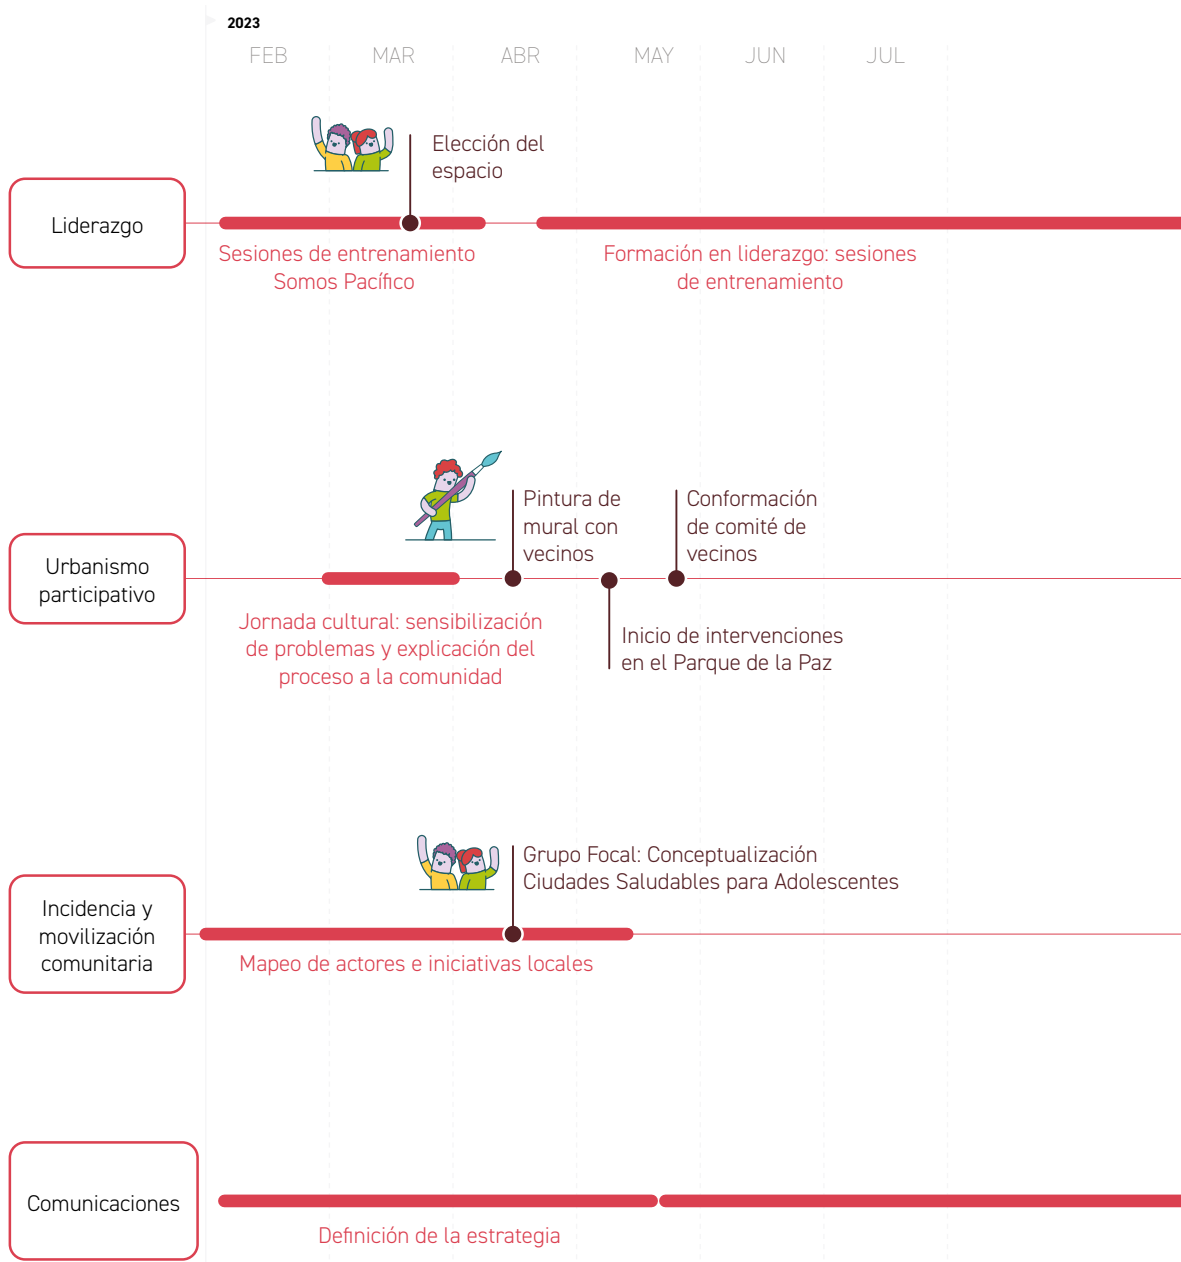 2023
FEB
MAR
ABR
MAY
JUN
JUL
Elección del
espacio
Liderazgo
Sesiones de entrenamiento
Somos Pacífico
Formación en liderazgo: sesiones
de entrenamiento
Pintura de
mural con
vecinos
Conformación
de comité de
vecinos
Urbanismo
participativo
Jornada cultural: sensibilización
de problemas y explicación del
proceso a la comunidad
Inicio de intervenciones
en el Parque de la Paz
Grupo Focal: Conceptualización
Ciudades Saludables para Adolescentes
Incidencia y
movilización
comunitaria
Mapeo de actores e iniciativas locales
Comunicaciones
Definición de la estrategia